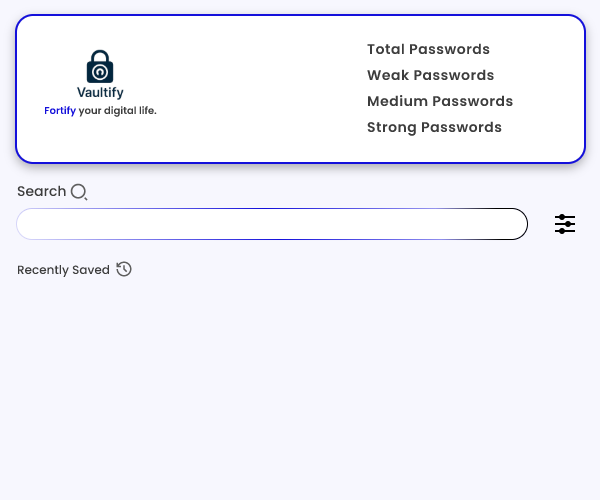 Vaultify
Fortify your digital life.
Total Passwords
Weak Passwords
Medium Passwords
Strong Passwords
Search
Recently Saved